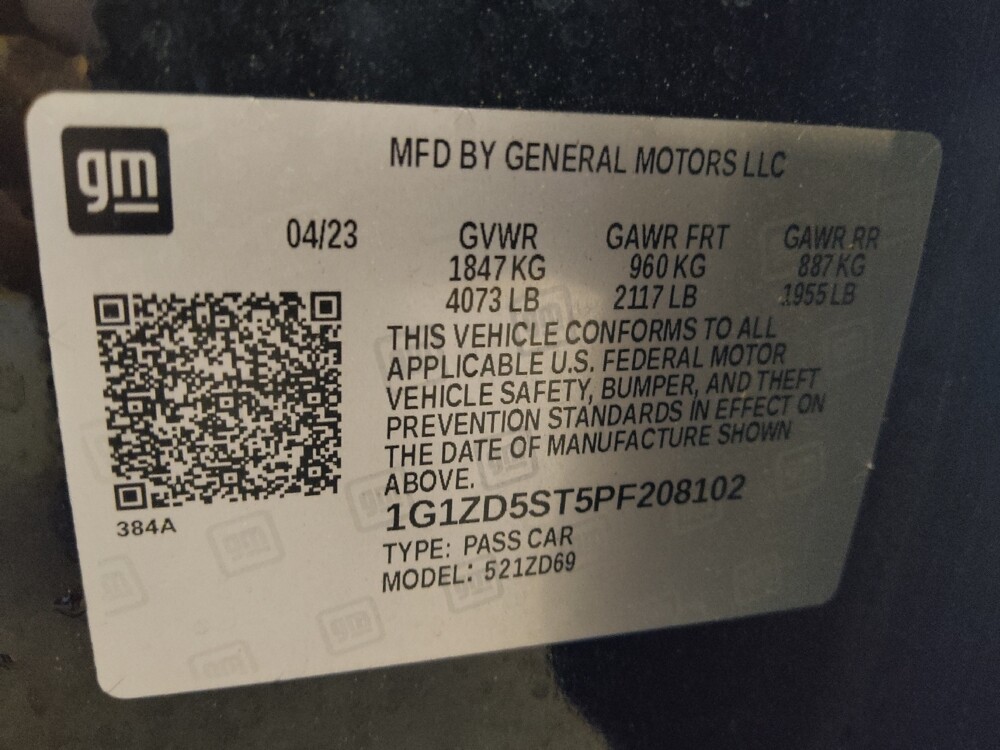 gm
MFD BY GENERAL MOTORS LLC
04/23 GVWR GAWR FRT GAWR RR
1847 KG 960 KG 887 KG
4073 LB 2117 LB 1955 LB
THIS VEHICLE CONFORMS TO ALL
APPLICABLE U.S. FEDERAL MOTOR
VEHICLE SAFETY, BUMPER, AND THEFT
PREVENTION STANDARDS IN EFFECT ON
THE DATE OF MANUFACTURE SHOWN
ABOVE.
1G1ZD5ST5PF208102
TYPE: PASS CAR
MODEL: 521ZD69
384A